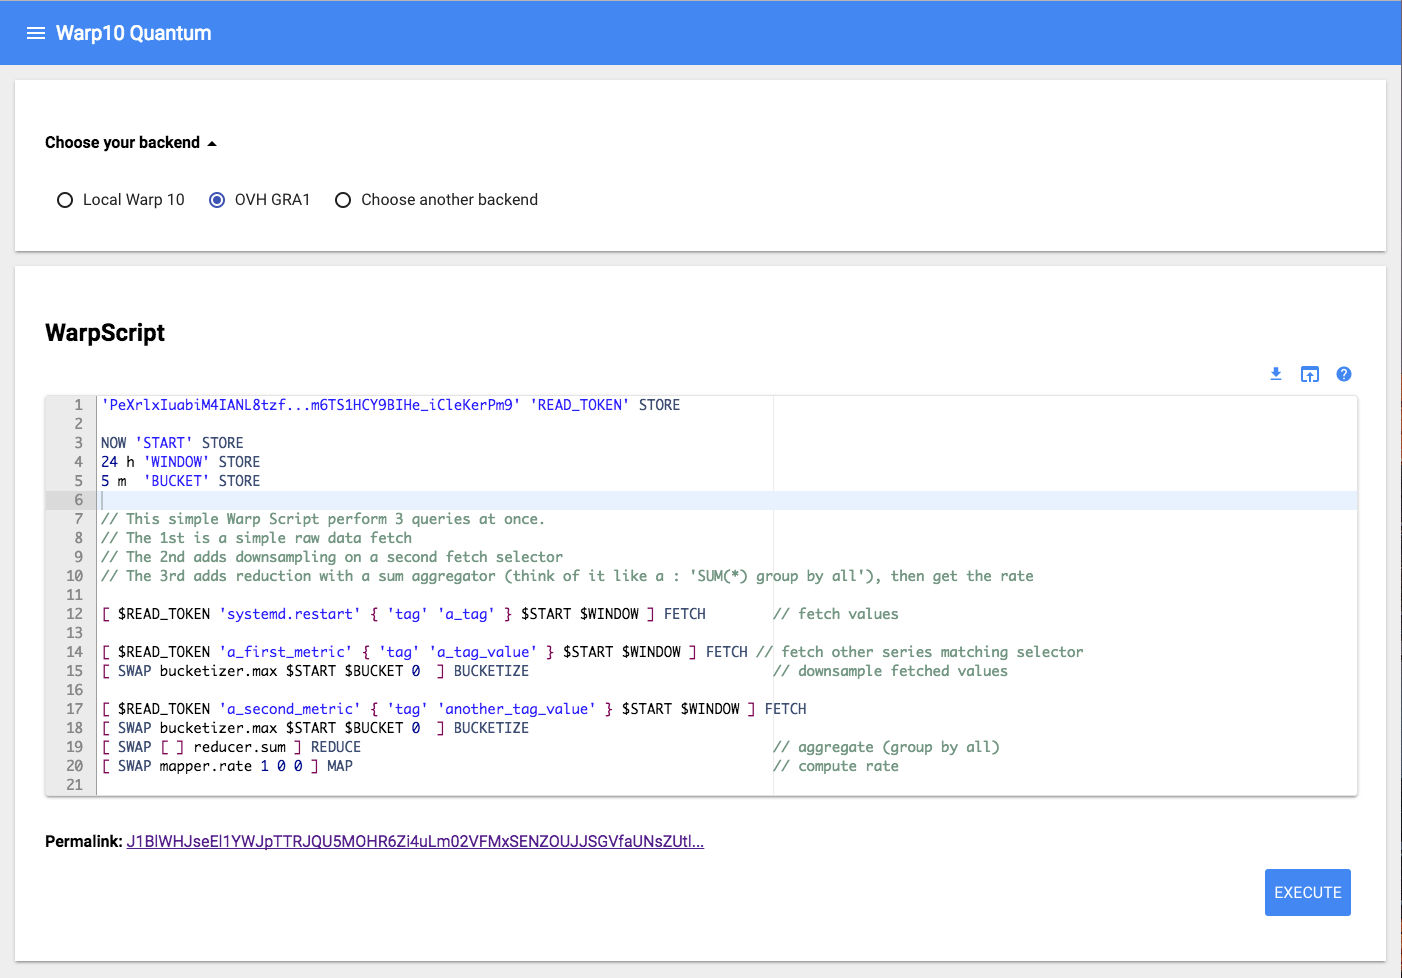 Warp10 Quantum
Choose your backend
Local Warp 10 OVH GRA1 Choose another backend
WarpScript
1 'PeXrlxIuabiM4IANL8tzf...m6TS1HCY9BIHe_iCleKerPm9' 'READ_TOKEN' STORE
2
3 NOW 'START' STORE
4 24 h 'WINDOW' STORE
5 5 m  'BUCKET' STORE
6
7 // This simple Warp Script perform 3 queries at once.
8 // The 1st is a simple raw data fetch
9 // The 2nd adds downsampling on a second fetch selector
10 // The 3rd adds reduction with a sum aggregator (think of it like a : 'SUM(*) group by all'), then get the rate
11
12 [ $READ_TOKEN 'systemd.restart' { 'tag' 'a_tag' } $START $WINDOW ] FETCH // fetch values
13
14 [ $READ_TOKEN 'a_first_metric' { 'tag' 'a_tag_value' } $START $WINDOW ] FETCH // fetch other series matching selector
15 [ SWAP bucketizer.max $START $BUCKET 0  ] BUCKETIZE // downsample fetched values
16
17 [ $READ_TOKEN 'a_second_metric' { 'tag' 'another_tag_value' } $START $WINDOW ] FETCH
18 [ SWAP bucketizer.max $START $BUCKET 0  ] BUCKETIZE
19 [ SWAP [ ] reducer.sum ] REDUCE // aggregate (group by all)
20 [ SWAP mapper.rate 1 0 0 ] MAP // compute rate
21
Permalink: J1BlWHJseEl1YWJpTTRJQU5MOHR6Zi4uLm02VFMxSENZOUJJSGVfaUNsZUtl...
EXECUTE